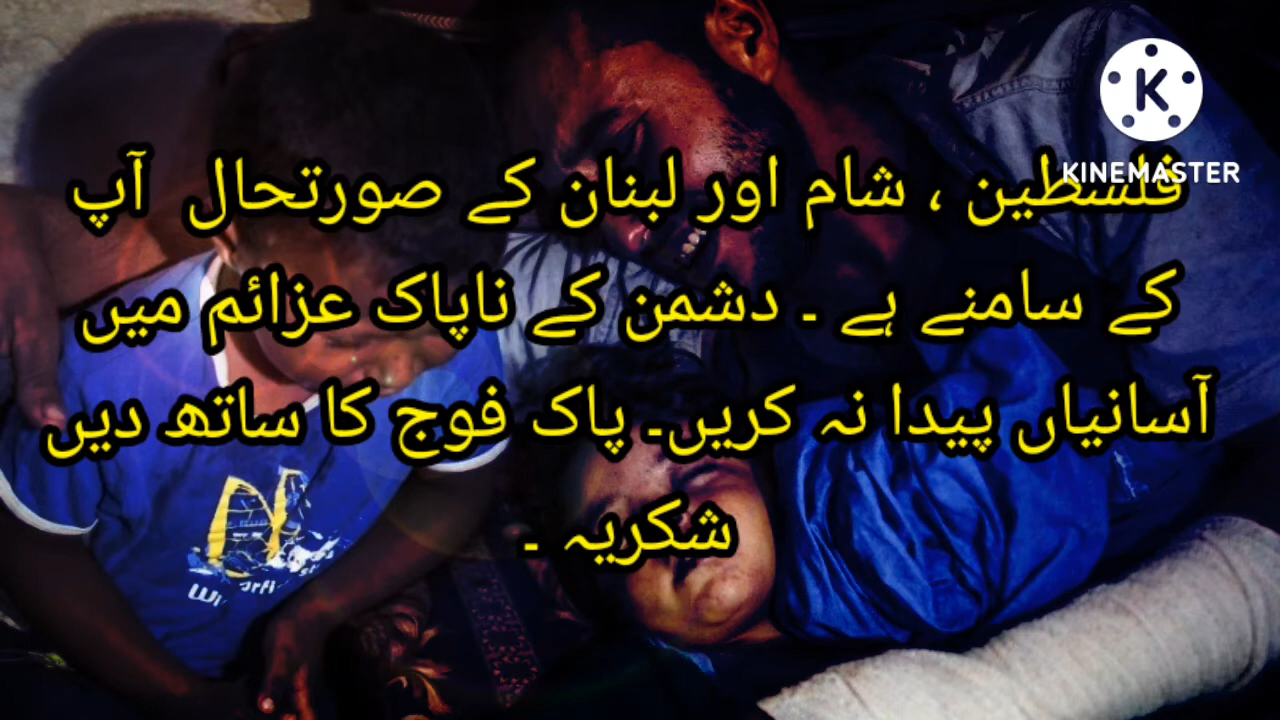 KINEMASTER
فلسطین ، شام اور لبنان کے صورتحال آپ
کے سامنے ہے ۔ دشمن کے ناپاک عزائم میں
آسانیاں پیدا نہ کریں۔ پاک فوج کا ساتھ دیں
شکریہ ۔